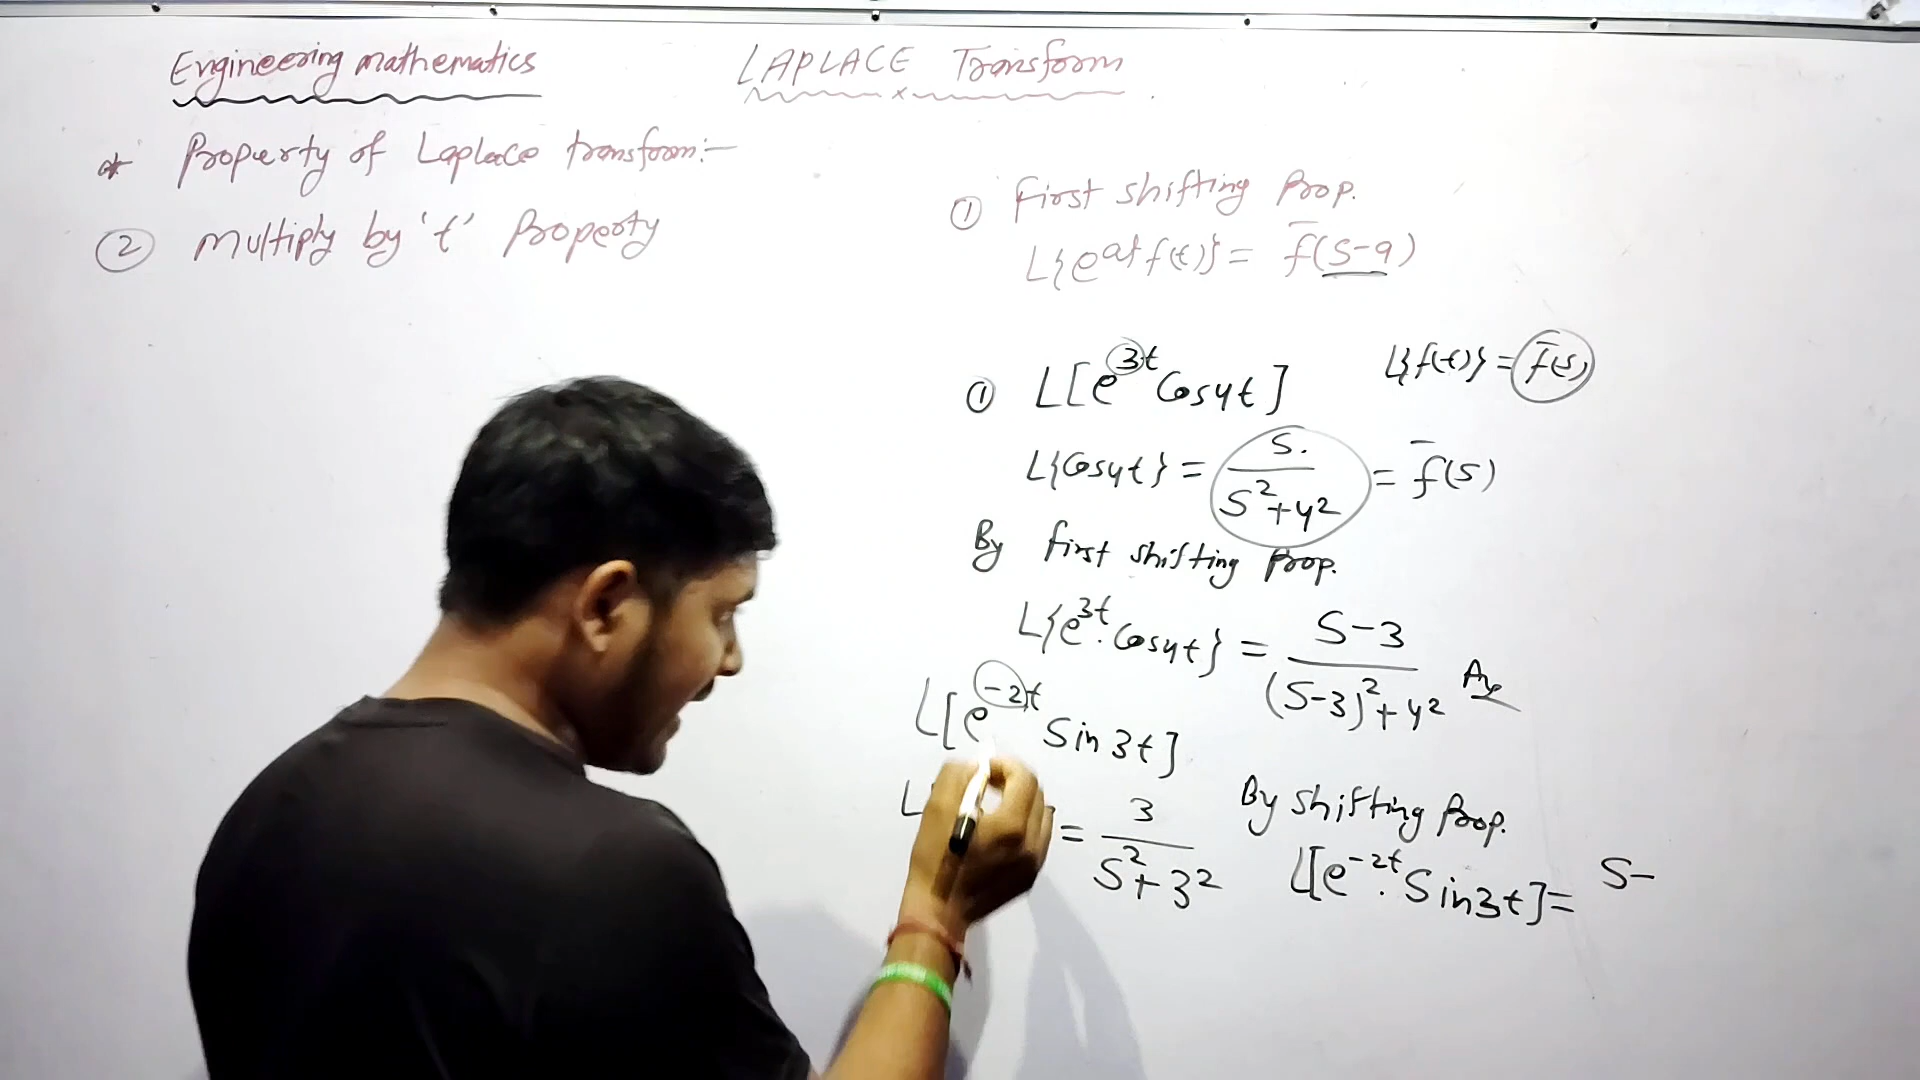 Engineering mathematics
LAPLACE Transform
* Property of Laplace transform:-
② Multiply by 't' Property
① First shifting Prop.
L{e^{at} f(t)} = f̅(S-a)
① L[e^{3t} Cos4t]
L{f(t)} = f̅(s)
L{Cos4t} = S / (S²+4²) = f̅(s)
By first shifting Prop.
L{e^{3t}. Cos4t} = (S-3) / ((S-3)²+4²) Ans
L[e^{-2t} Sin3t]
L = 3 / (S²+3²)
By shifting Prop.
L[e^{-2t}. Sin3t] = S-